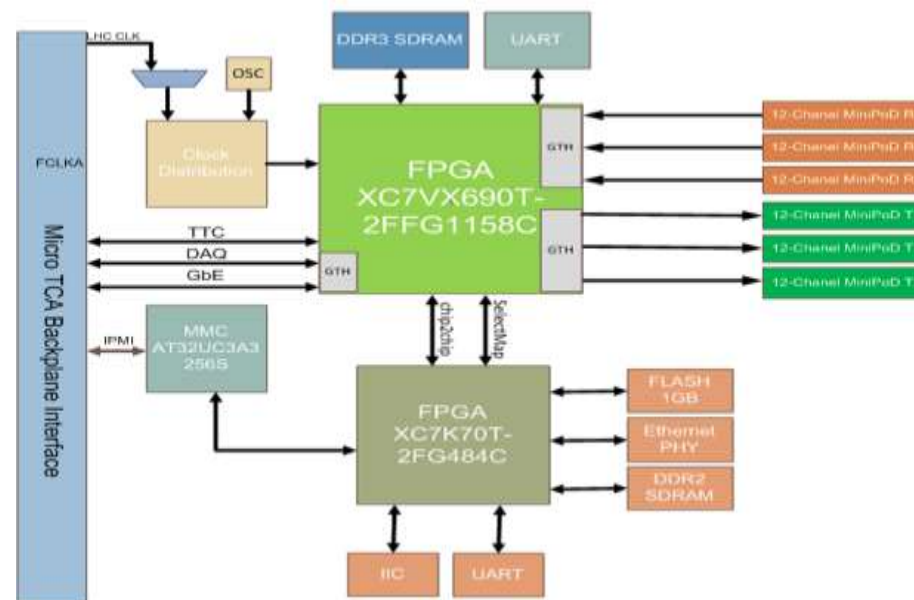 LHC CLK
OSC
DDR3 SDRAM
UART
Clock
Distribution
FCLKA
Micro TCA Backplane Interface
FPGA
XC7VX690T-
2FFG1158C
GTH
GTH
GTH
12-Chanel MiniPoD R
12-Chanel MiniPoD R
12-Chanel MiniPoD R
12-Chanel MiniPoD T
12-Chanel MiniPoD T
12-Chanel MiniPoD T
TTC
DAQ
GbE
IPMI
MMC
AT32UC3A3
256S
chip2chip
SelectMap
FPGA
XC7K70T-
2FG484C
FLASH
1GB
Ethernet
PHY
DDR2
SDRAM
IIC
UART